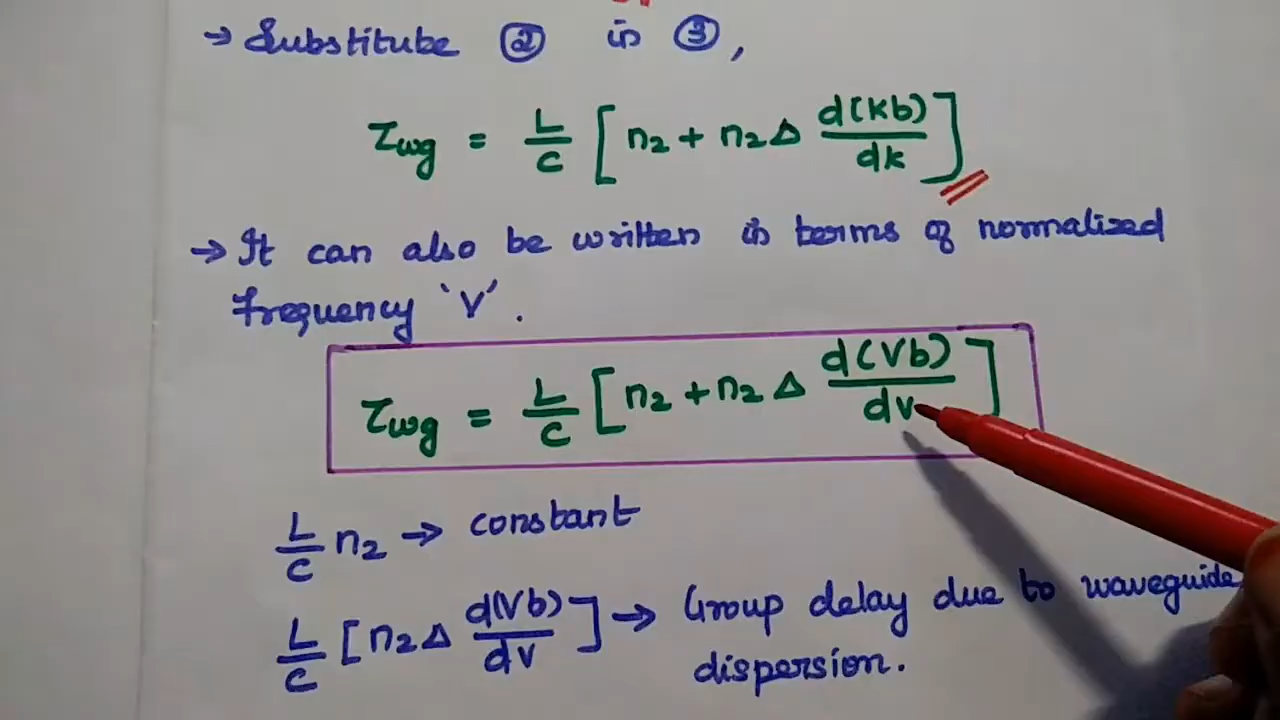 → Substitute ② in ③,
τwg = L/c [n₂ + n₂Δ d(kb)/dk]
→ It can also be written in terms of normalized
frequency 'V'.
τwg = L/c [n₂ + n₂Δ d(Vb)/dv]
L/c n₂ → constant
L/c [n₂Δ d(Vb)/dv] → Group delay due to waveguide
dispersion.